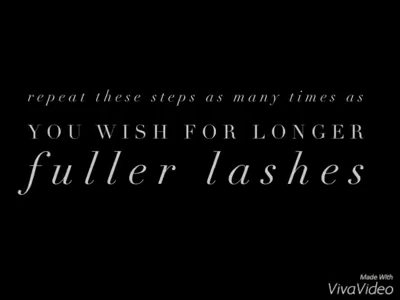 repeat these steps as many times as
YOU WISH FOR LONGER
fuller lashes
Made With
VivaVideo